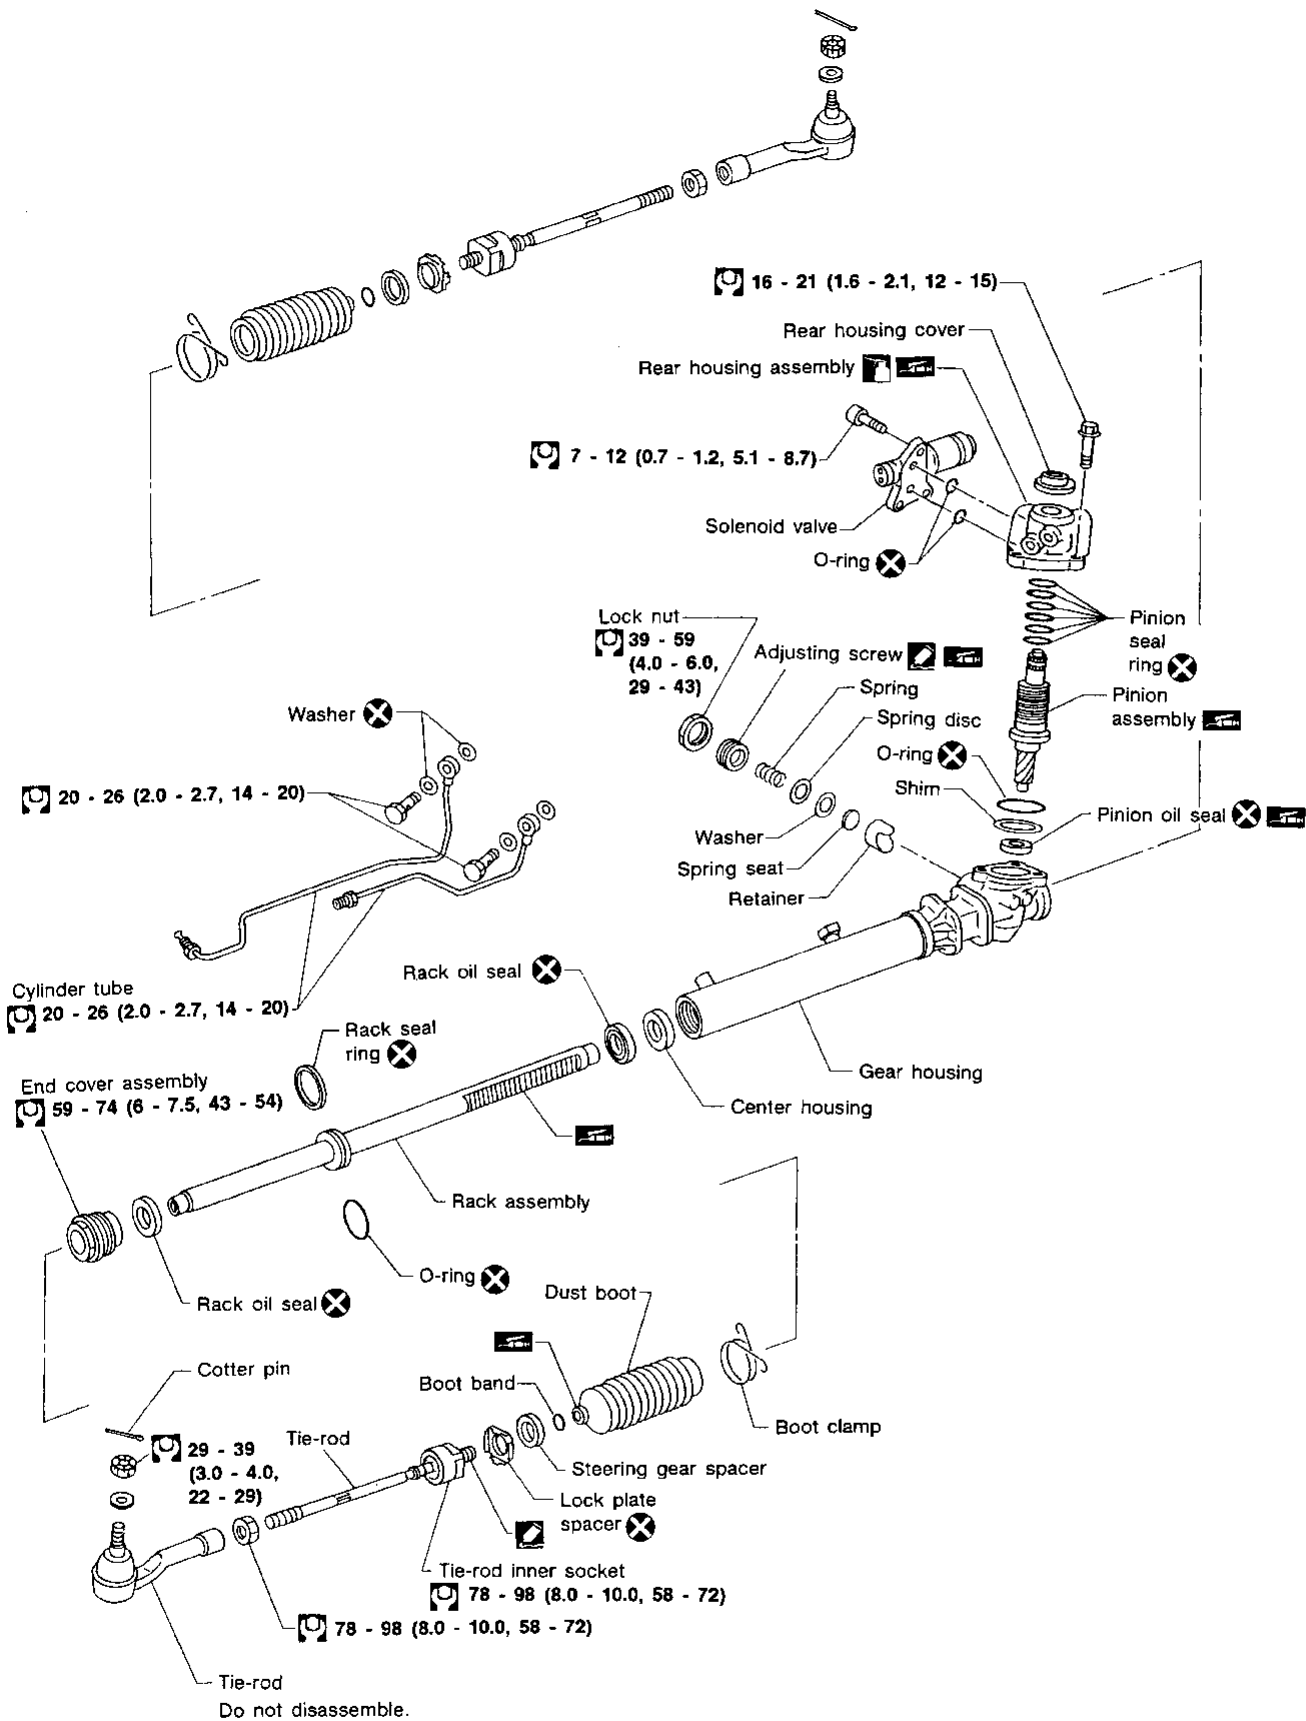 16 - 21 (1.6 - 2.1, 12 - 15)
Rear housing cover
Rear housing assembly
7 - 12 (0.7 - 1.2, 5.1 - 8.7)
Solenoid valve
O-ring
Lock nut
39 - 59
(4.0 - 6.0,
29 - 43)
Adjusting screw
Spring
Spring disc
Pinion
seal
ring
Pinion
assembly
O-ring
Shim
Pinion oil seal
Washer
20 - 26 (2.0 - 2.7, 14 - 20)
Washer
Spring seat
Retainer
Cylinder tube
20 - 26 (2.0 - 2.7, 14 - 20)
Rack oil seal
Rack seal
ring
Gear housing
Center housing
End cover assembly
59 - 74 (6 - 7.5, 43 - 54)
Rack assembly
O-ring
Rack oil seal
Dust boot
Cotter pin
Boot band
Boot clamp
29 - 39
(3.0 - 4.0,
22 - 29)
Tie-rod
Steering gear spacer
Lock plate
spacer
Tie-rod inner socket
78 - 98 (8.0 - 10.0, 58 - 72)
78 - 98 (8.0 - 10.0, 58 - 72)
Tie-rod
Do not disassemble.